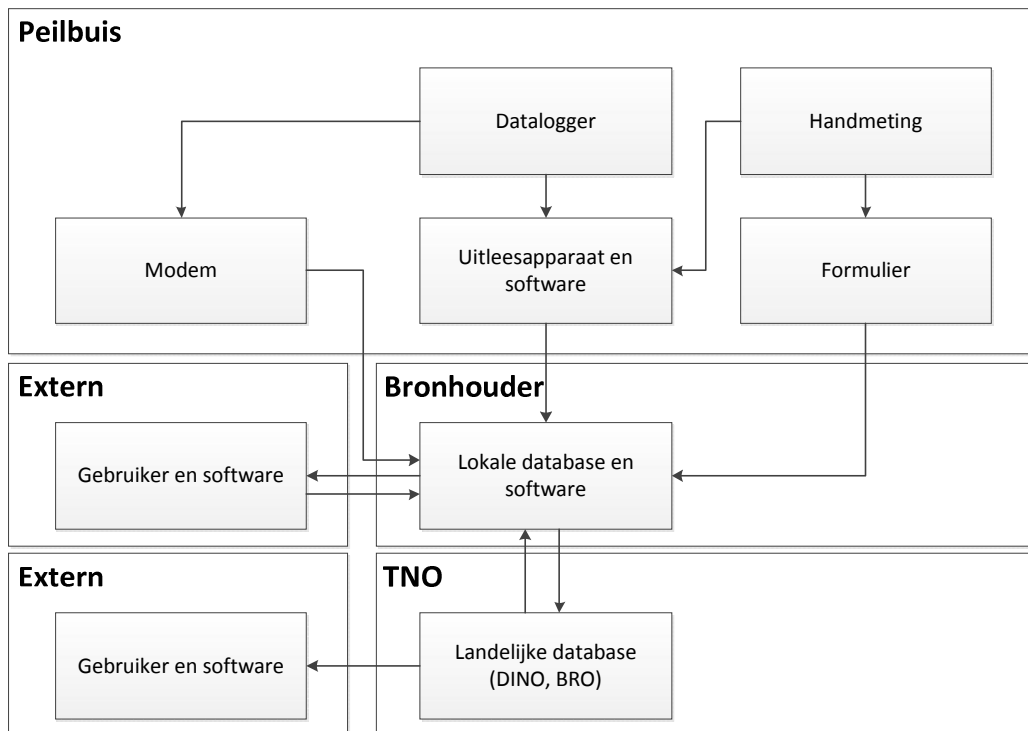 Peilbuis
Datalogger
Handmeting
Modem
Uitleesapparaat en
software
Formulier
Extern
Bronhouder
Gebruiker en software
Lokale database en
software
Extern
TNO
Gebruiker en software
Landelijke database
(DINO, BRO)